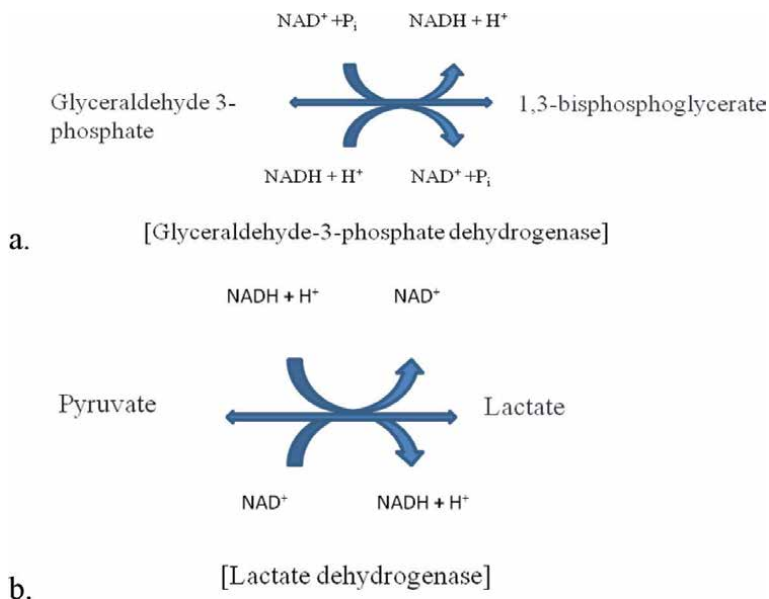 NAD⁺ +Pᵢ NADH + H⁺
Glyceraldehyde 3-
phosphate
1,3-bisphosphoglycerate
NADH + H⁺ NAD⁺ +Pᵢ
a. [Glyceraldehyde-3-phosphate dehydrogenase]
NADH + H⁺ NAD⁺
Pyruvate Lactate
NAD⁺ NADH + H⁺
b. [Lactate dehydrogenase]